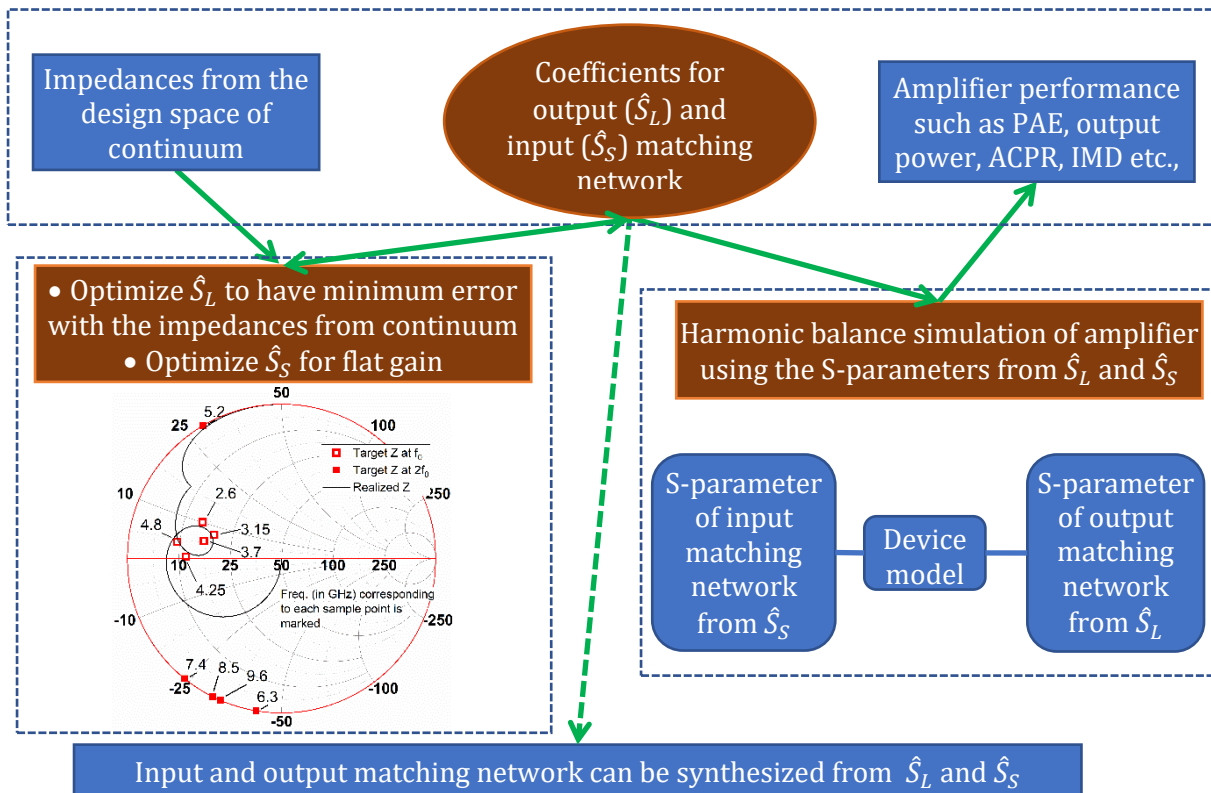 Impedances from the
design space of
continuum
Coefficients for
output (Ŝ_L) and
input (Ŝ_S) matching
network
Amplifier performance
such as PAE, output
power, ACPR, IMD etc.,
• Optimize Ŝ_L to have minimum error
with the impedances from continuum
• Optimize Ŝ_S for flat gain
Harmonic balance simulation of amplifier
using the S-parameters from Ŝ_L and Ŝ_S
50
5.2
25
100
Target Z at f₀
Target Z at 2f₀
Realized Z
10
250
2.6
4.8
3.15
3.7
10 25 50 100 250
4.25
Freq. (in GHz) corresponding
to each sample point is
marked
-10
-250
7.4
8.5
9.6
6.3
-25
-100
-50
S-parameter
of input
matching
network
from Ŝ_S
Device
model
S-parameter
of output
matching
network
from Ŝ_L
Input and output matching network can be synthesized from Ŝ_L and Ŝ_S